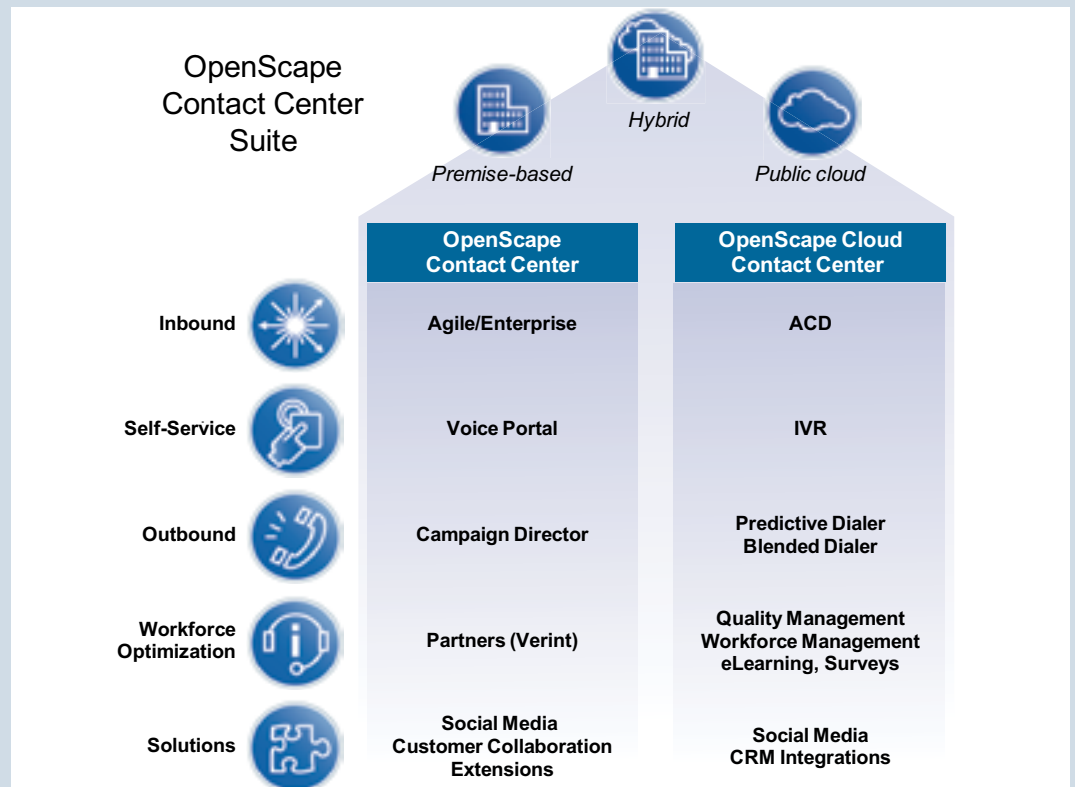 OpenScape
Contact Center
Suite
Hybrid
Premise-based
Public cloud
OpenScape
Contact Center
OpenScape Cloud
Contact Center
Inbound
Agile/Enterprise
ACD
Self-Service
Voice Portal
IVR
Outbound
Campaign Director
Predictive Dialer
Blended Dialer
Workforce
Optimization
Partners (Verint)
Quality Management
Workforce Management
eLearning, Surveys
Solutions
Social Media
Customer Collaboration
Extensions
Social Media
CRM Integrations